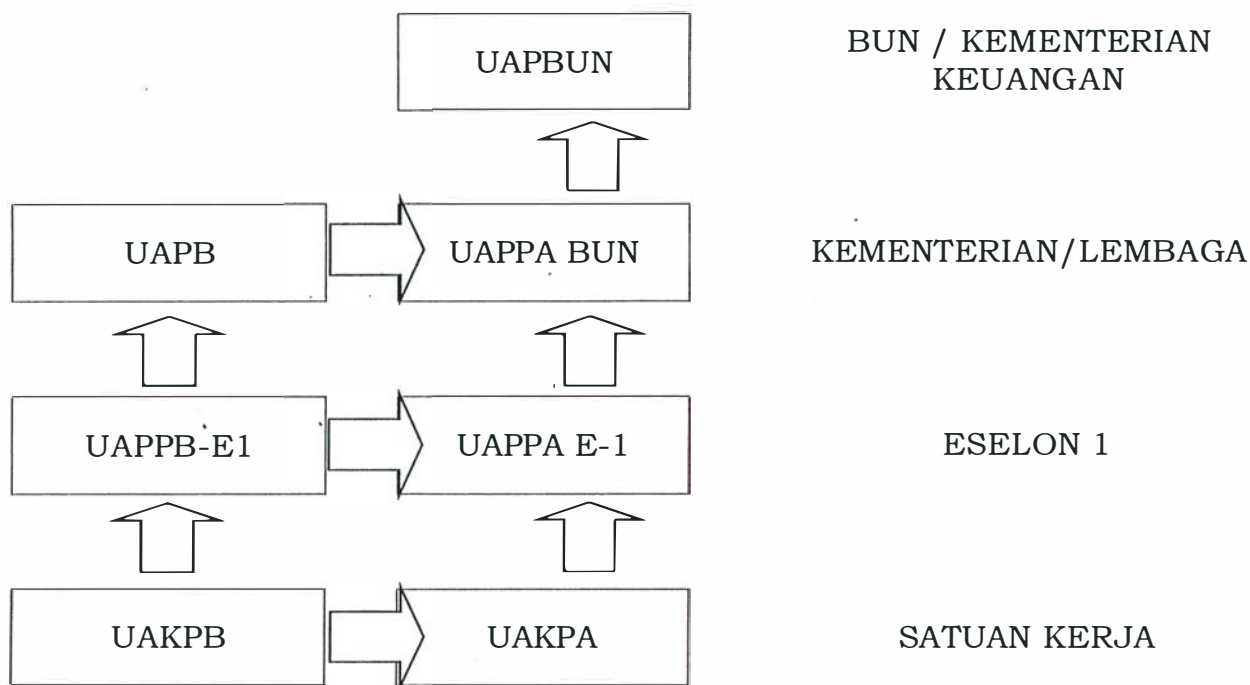 UAPBUN
BUN / KEMENTERIAN
KEUANGAN
UAPB
UAPPA BUN
KEMENTERIAN/LEMBAGA
UAPPB-E1
UAPPA E-1
ESELON 1
UAKPB
UAKPA
SATUAN KERJA